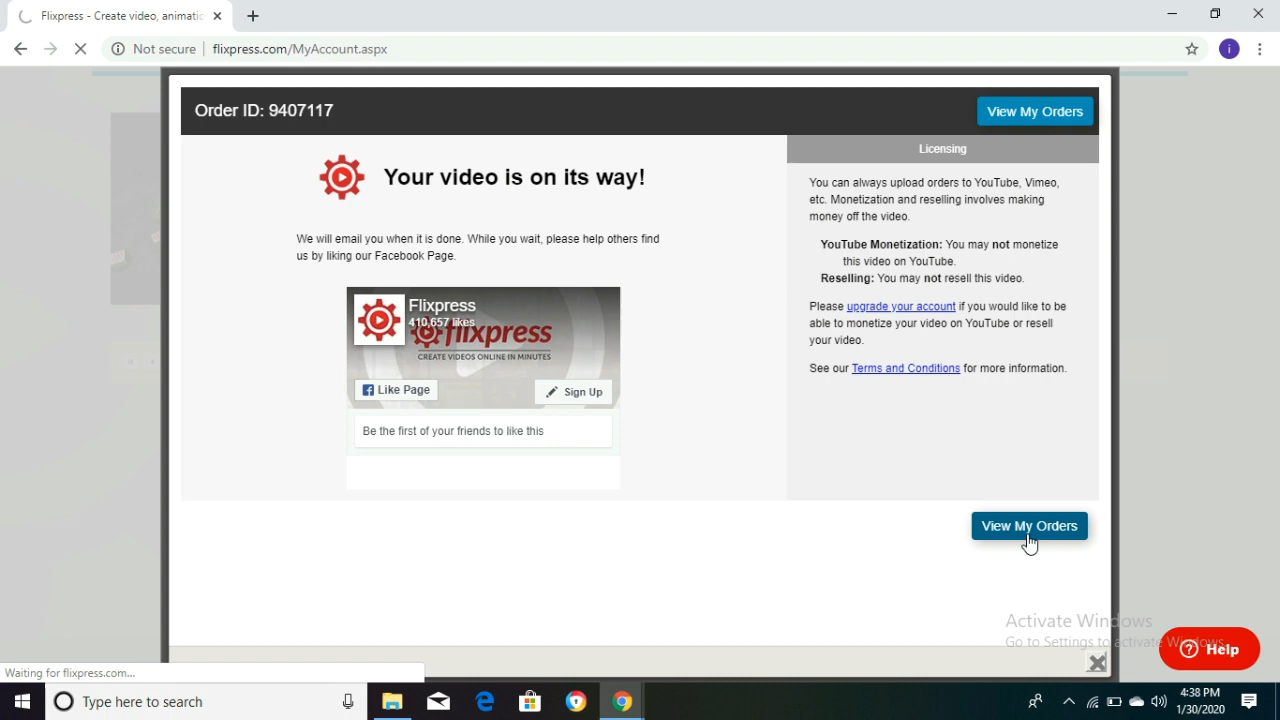 Flixpress - Create video, animatic
Not secure
flixpress.com/MyAccount.aspx
i
Order ID: 9407117
View My Orders
Your video is on its way!
We will email you when it is done. While you wait, please help others find
us by liking our Facebook Page.
Flixpress
410,657 likes
flixpress
CREATE VIDEOS ONLINE IN MINUTES
Like Page
Sign Up
Be the first of your friends to like this
Licensing
You can always upload orders to YouTube, Vimeo,
etc. Monetization and reselling involves making
money off the video.
YouTube Monetization: You may not monetize
this video on YouTube.
Reselling: You may not resell this video.
Please upgrade your account if you would like to be
able to monetize your video on YouTube or resell
your video.
See our Terms and Conditions for more information.
View My Orders
Activate Windows
Go to Settings to activate Windows.
Help
Waiting for flixpress.com...
Type here to search
4:38 PM
1/30/2020